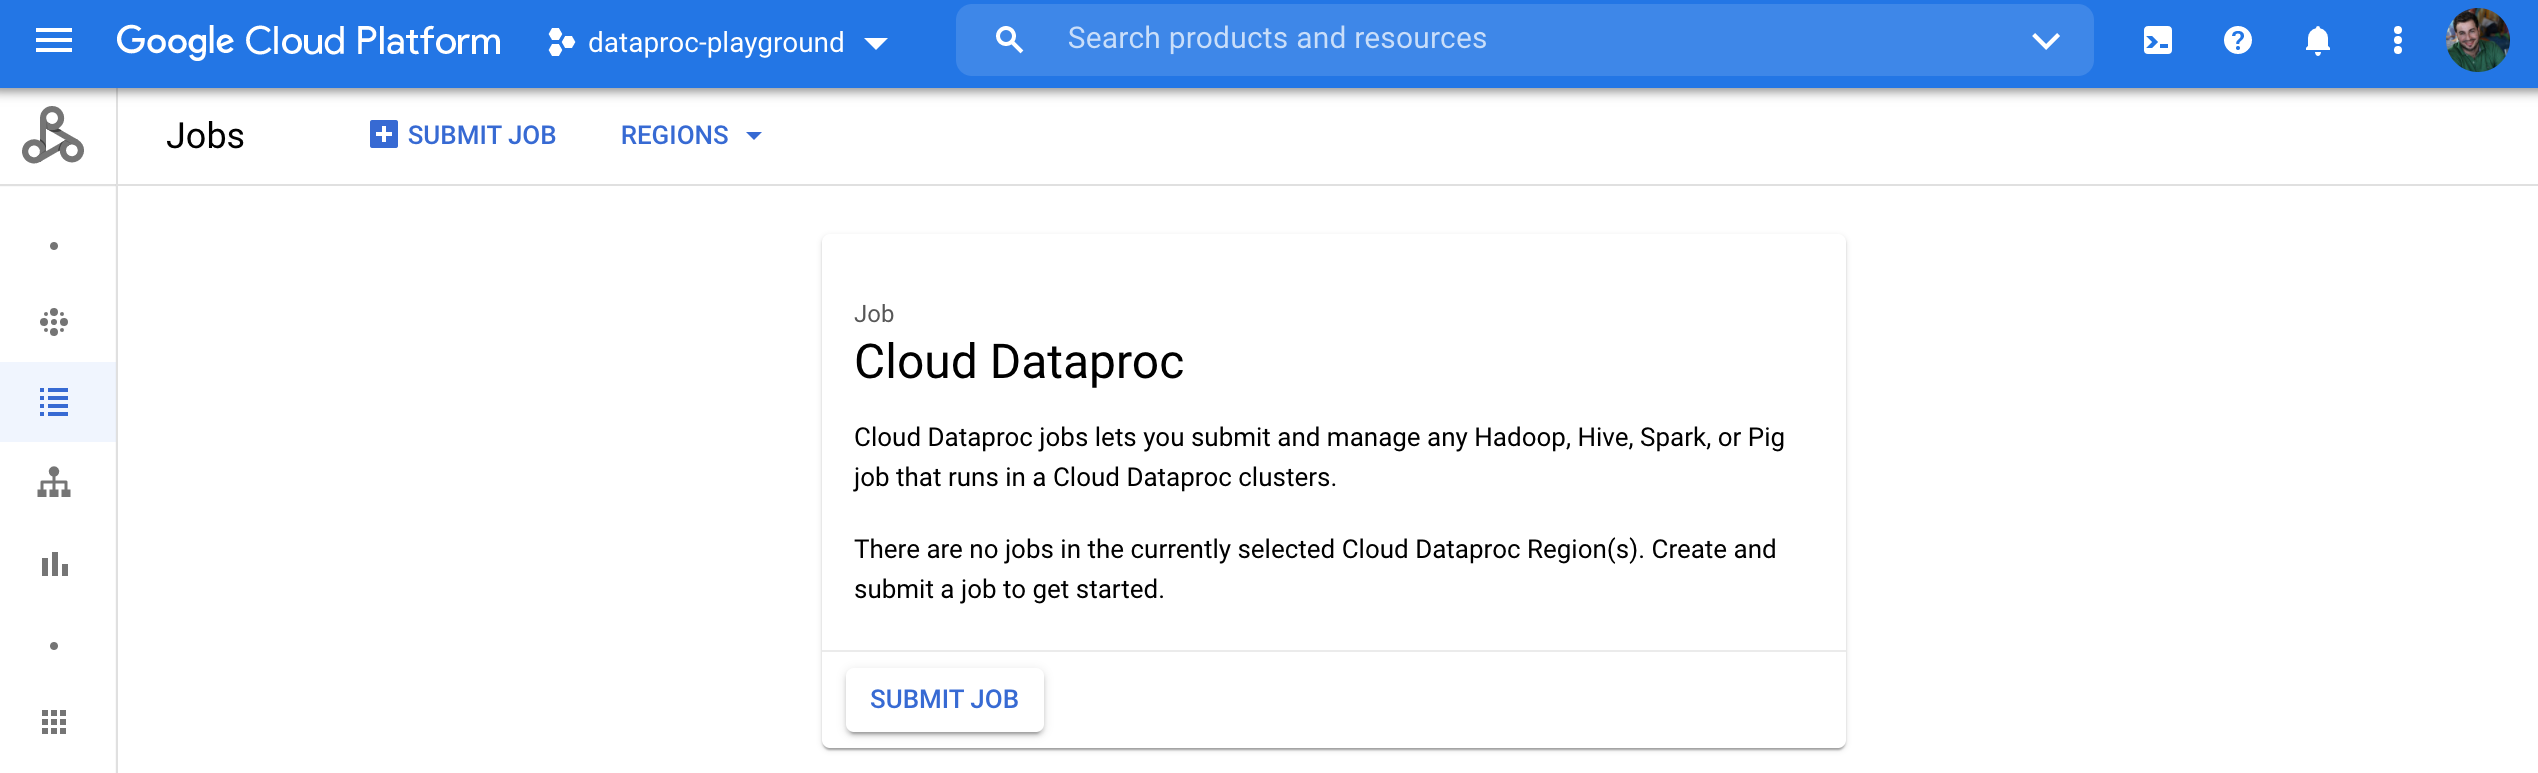 Google Cloud Platform
dataproc-playground
Search products and resources
Jobs
SUBMIT JOB
REGIONS
Job
Cloud Dataproc
Cloud Dataproc jobs lets you submit and manage any Hadoop, Hive, Spark, or Pig
job that runs in a Cloud Dataproc clusters.
There are no jobs in the currently selected Cloud Dataproc Region(s). Create and
submit a job to get started.
SUBMIT JOB